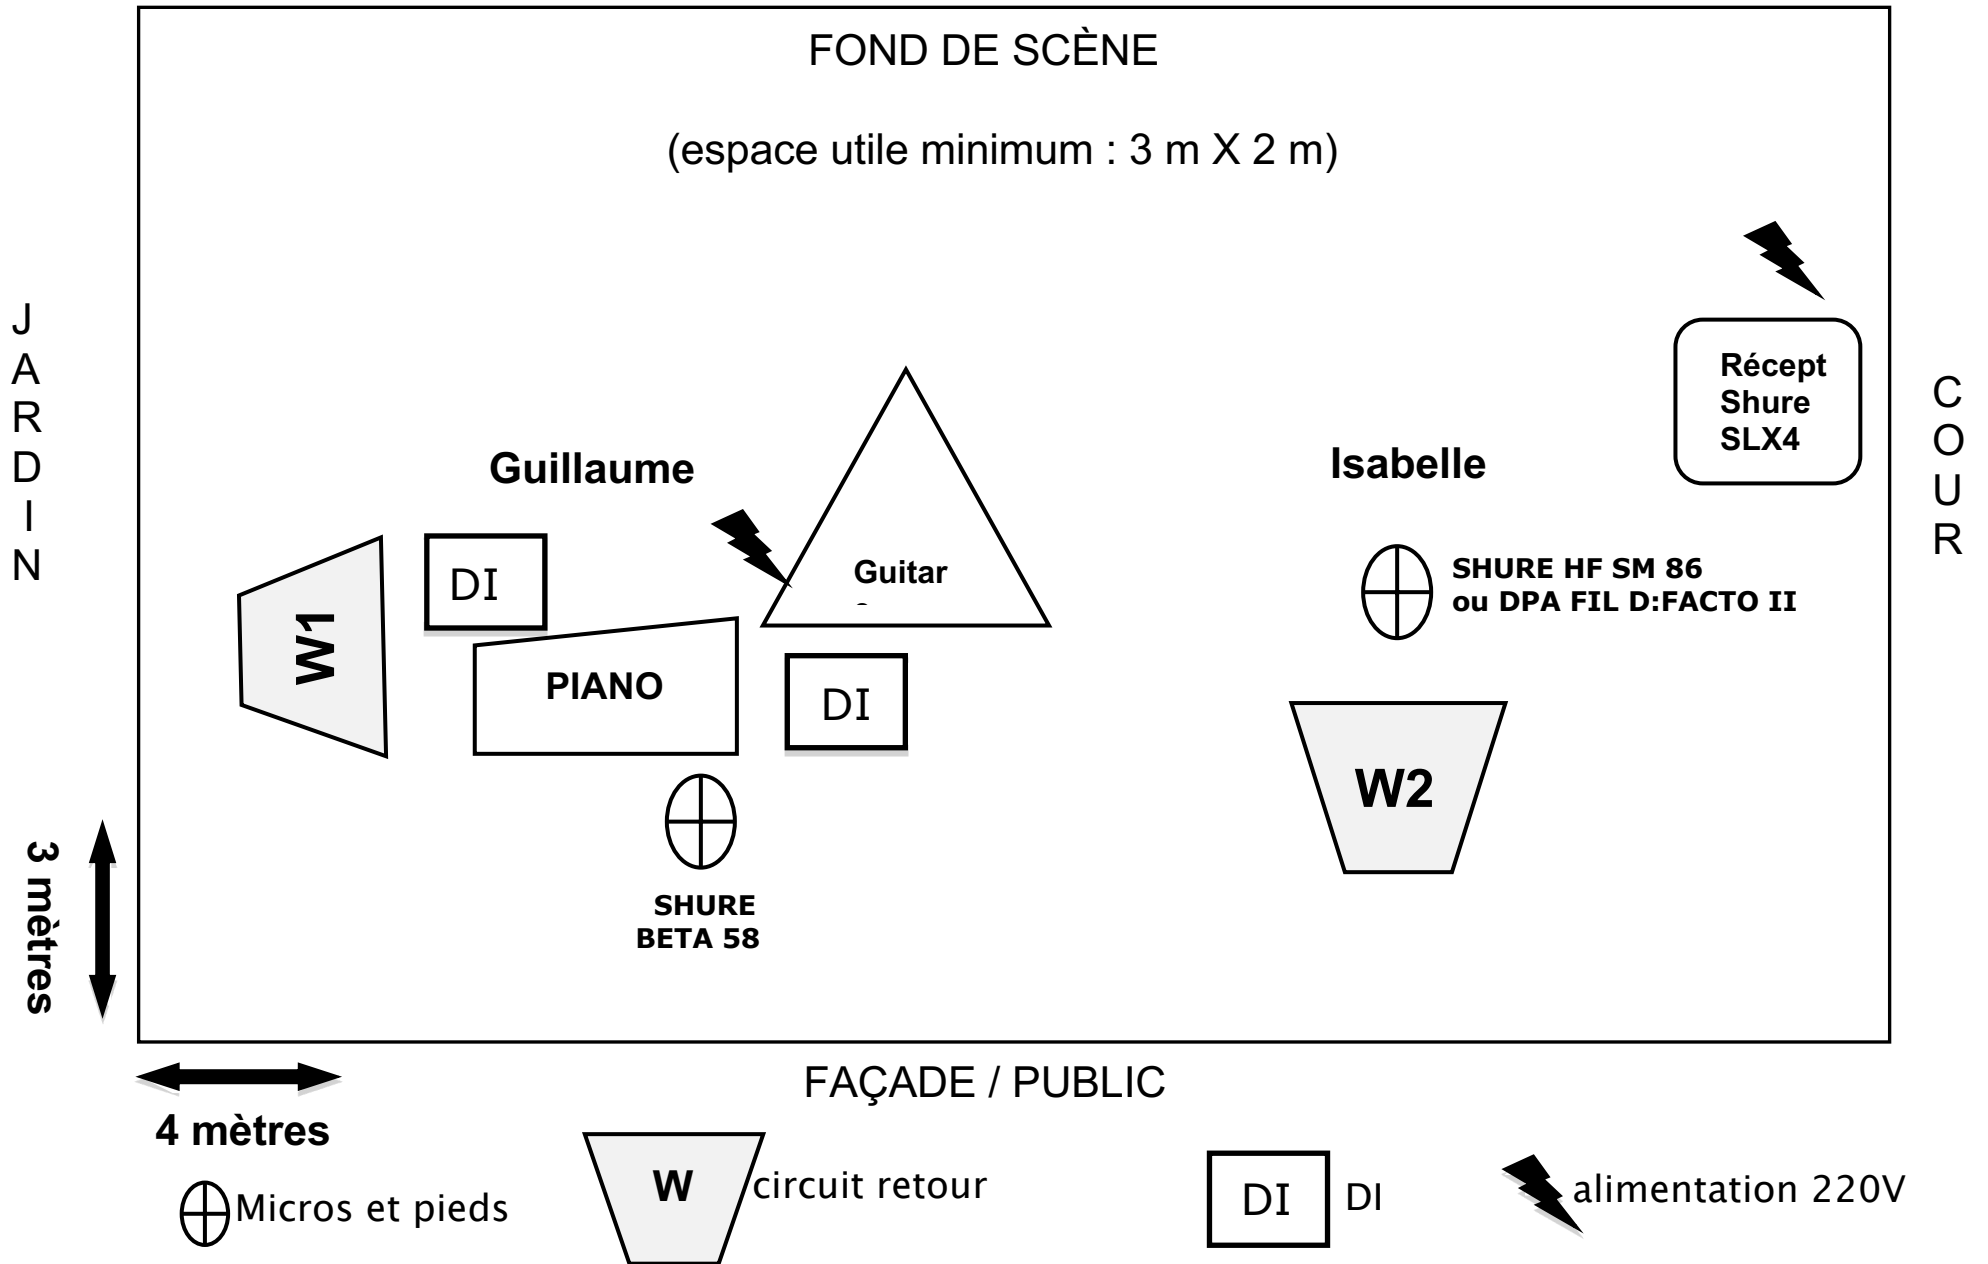 FOND DE SCÈNE
(espace utile minimum : 3 m X 2 m)
JARDIN
COUR
Récept
Shure
SLX4
Guillaume
Isabelle
DI
Guitar
SHURE HF SM 86
ou DPA FIL D:FACTO II
W1
PIANO
DI
W2
SHURE
BETA 58
3 mètres
FAÇADE / PUBLIC
4 mètres
Micros et pieds
W
circuit retour
DI
DI
alimentation 220V